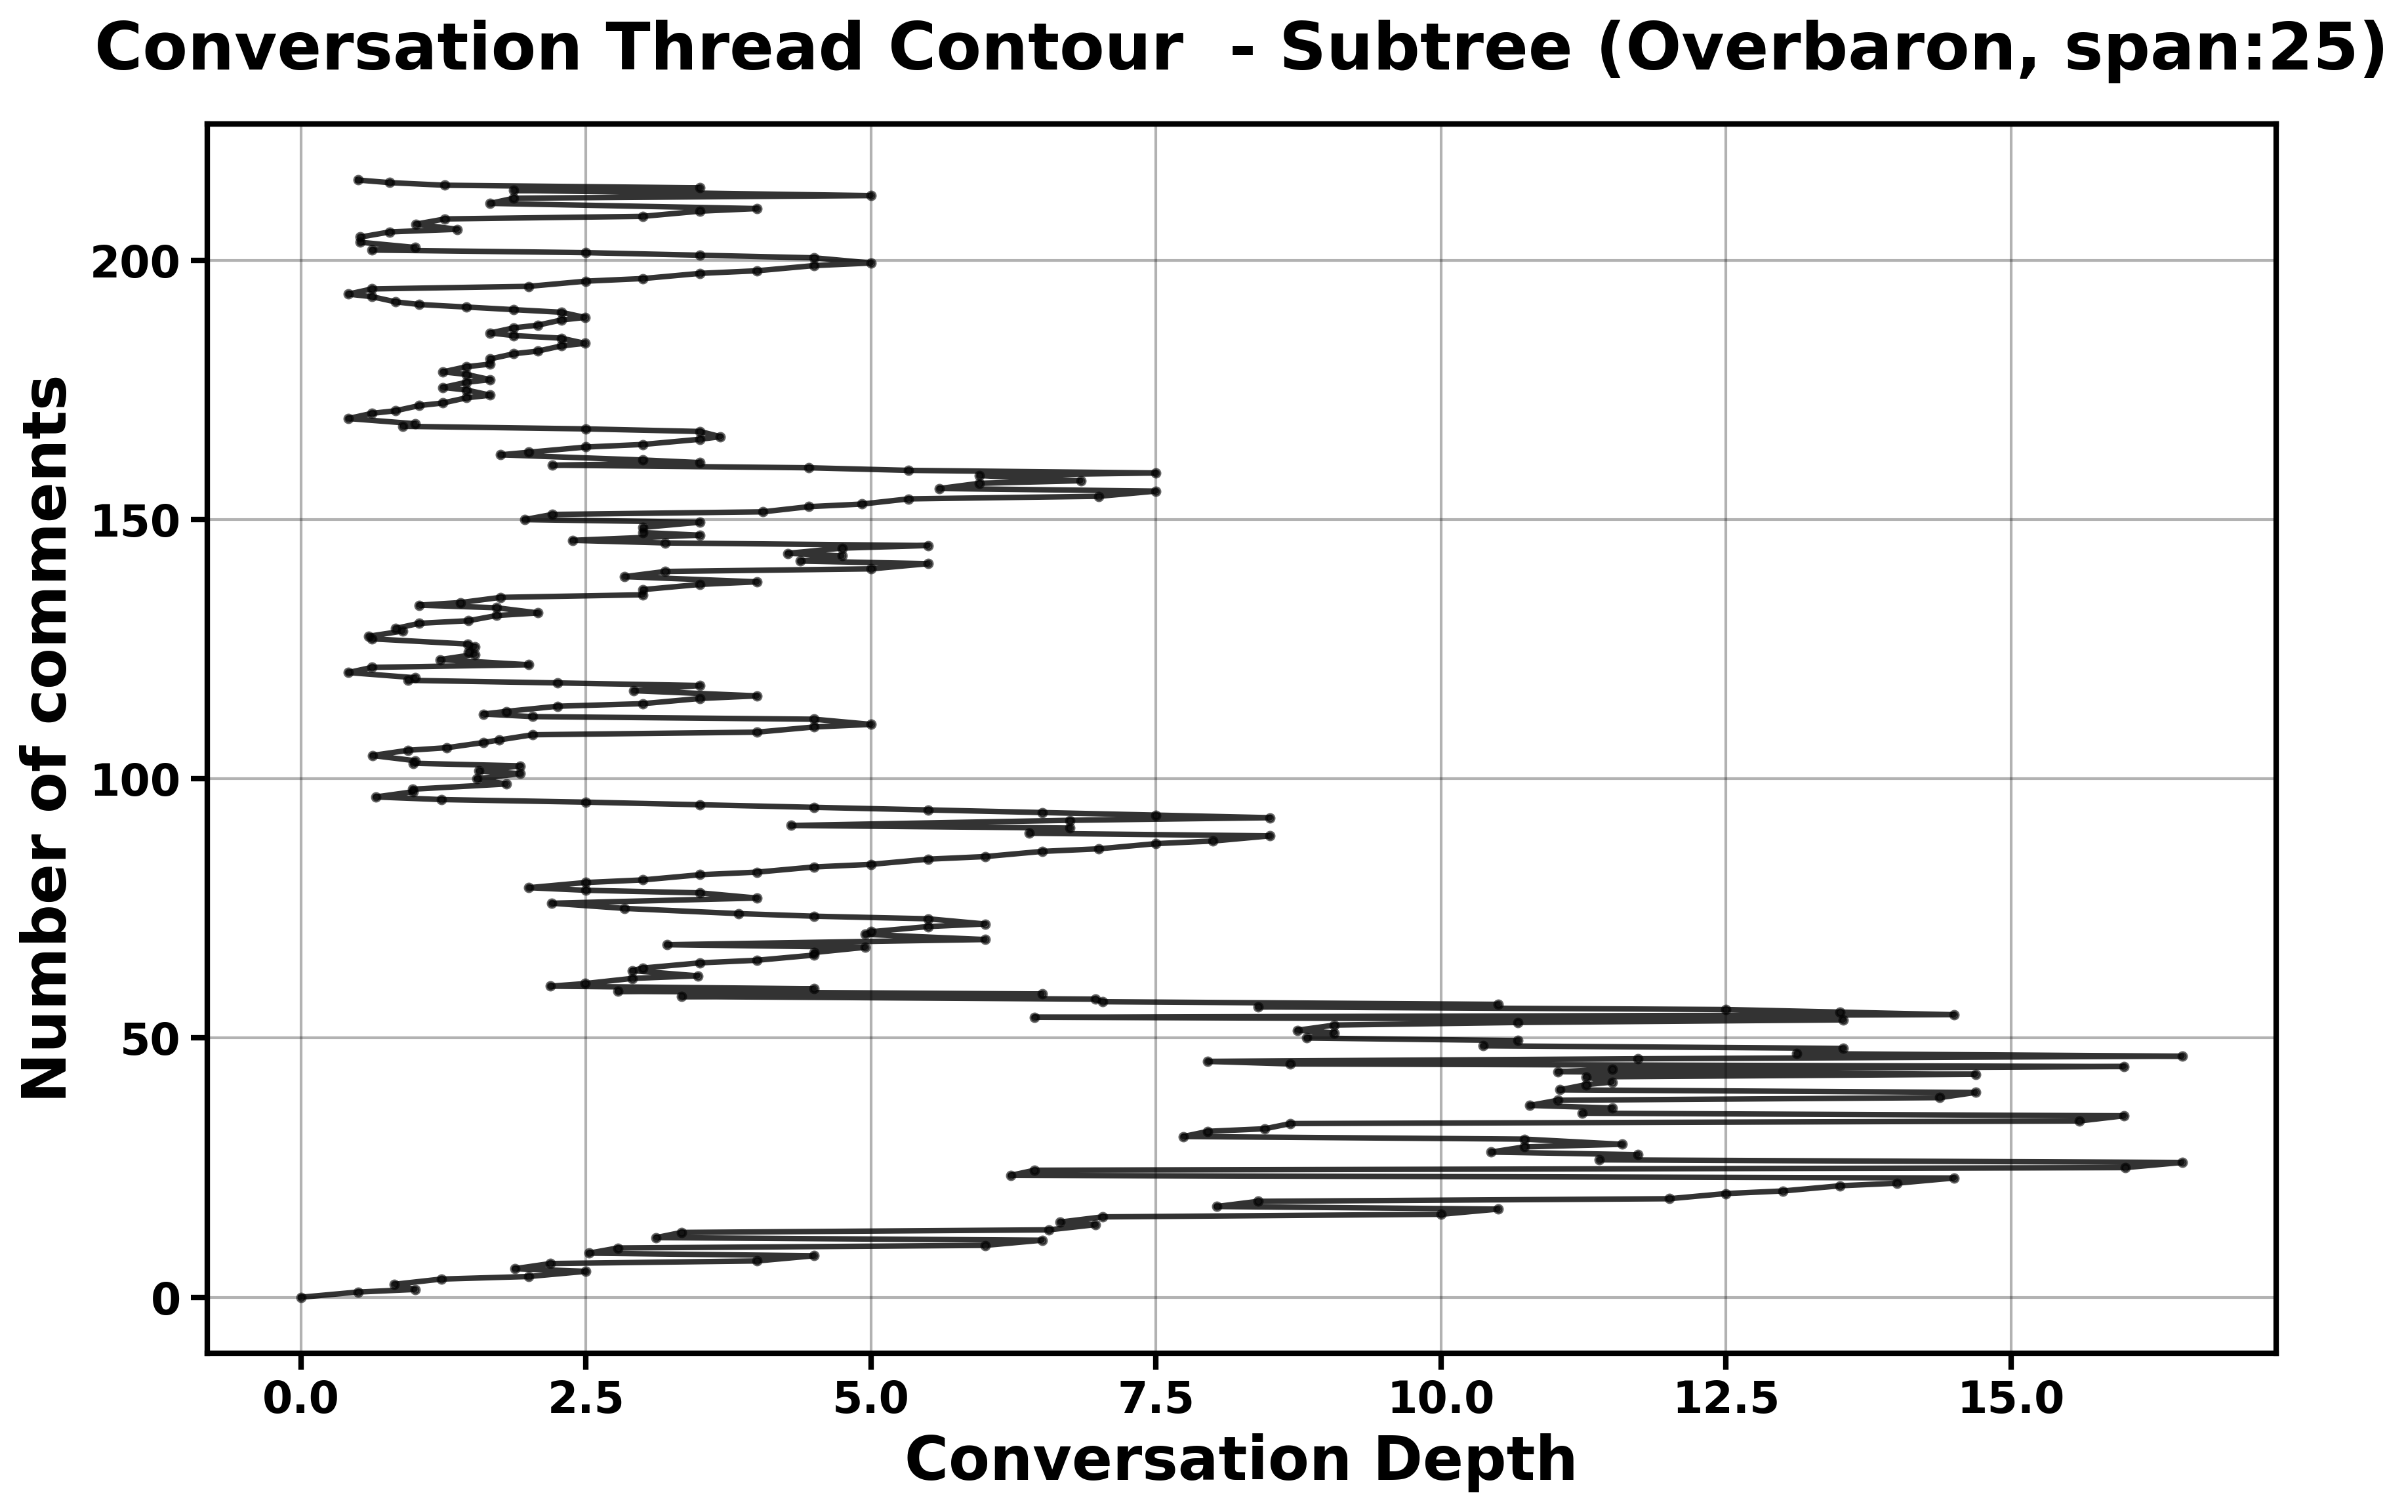 Conversation Thread Contour  - Subtree (Overbaron, span:25)
Number of comments
200
150
100
50
0
0.0 2.5 5.0 7.5 10.0 12.5 15.0
Conversation Depth